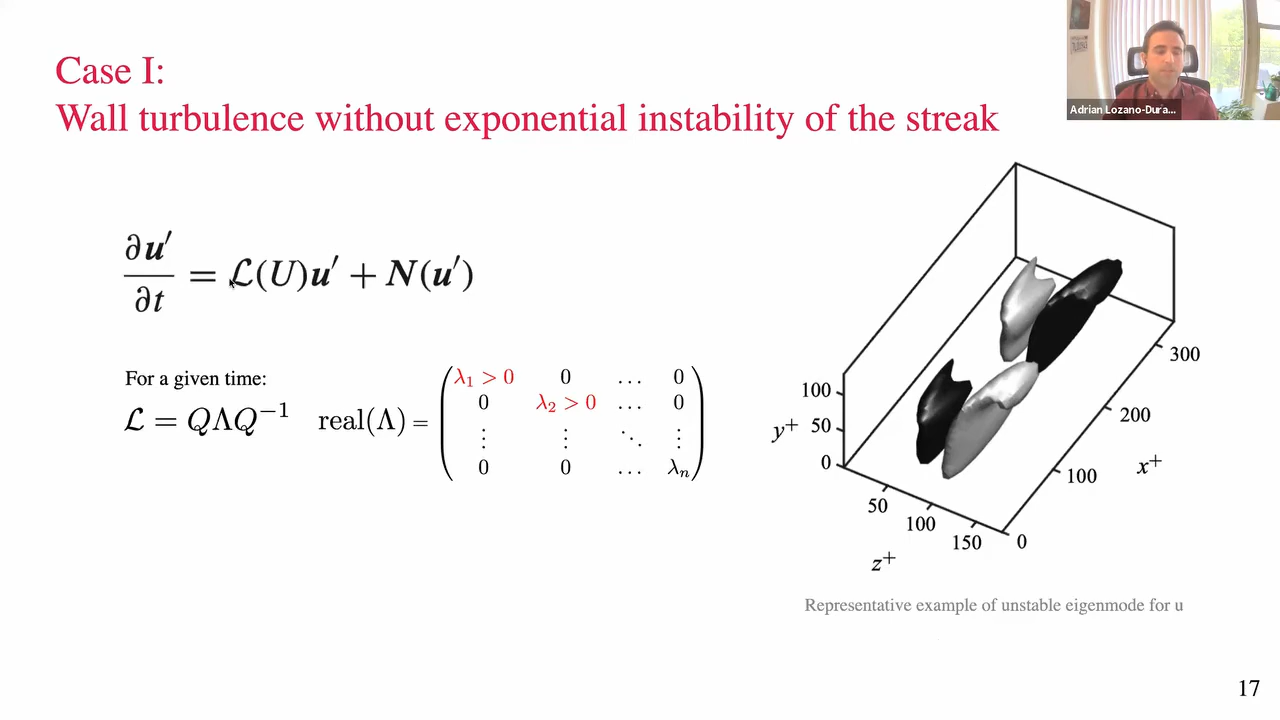 Case I:
Wall turbulence without exponential instability of the streak
Adrian Lozano-Dura...
∂u′/∂t = ℒ(U)u′ + N(u′)
For a given time:
ℒ = QΛQ⁻¹ real(Λ) =
λ₁ > 0 0 … 0
0 λ₂ > 0 … 0
⋮ ⋮ ⋱ ⋮
0 0 … λₙ
y⁺ 100 50 0
z⁺ 50 100 150
x⁺ 0 100 200 300
Representative example of unstable eigenmode for u
17